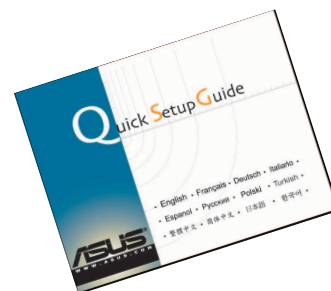 Quick Setup Guide
• English • Français • Deutsch • Italiano •
• Espanol • Русский • Polski • Turkish •
• 繁體中文 • 简体中文 • 日本語 • 한국어 •
ASUS
WWW.ASUS.COM